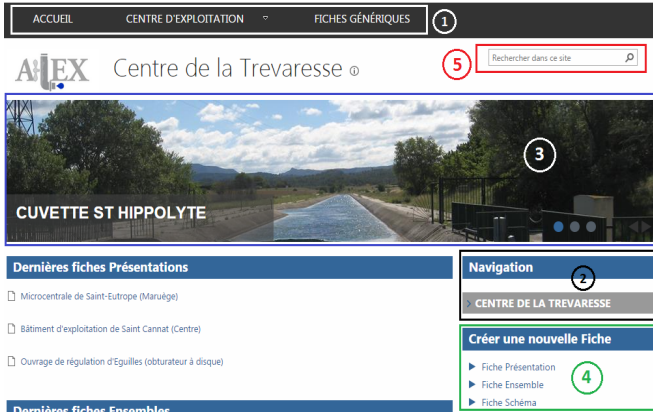 ACCUEIL CENTRE D'EXPLOITATION FICHES GÉNÉRIQUES 1
ALEX Centre de la Trevaresse
5 Rechercher dans ce site
3
CUVETTE ST HIPPOLYTE
Dernières fiches Présentations
Microcentrale de Saint-Eutrope (Maruège)
Bâtiment d'exploitation de Saint Cannat (Centre)
Ouvrage de régulation d'Eguilles (obturateur à disque)
Dernières fiches Ensembles
Navigation
2
CENTRE DE LA TREVARESSE
Créer une nouvelle Fiche
Fiche Présentation
Fiche Ensemble
Fiche Schéma
4